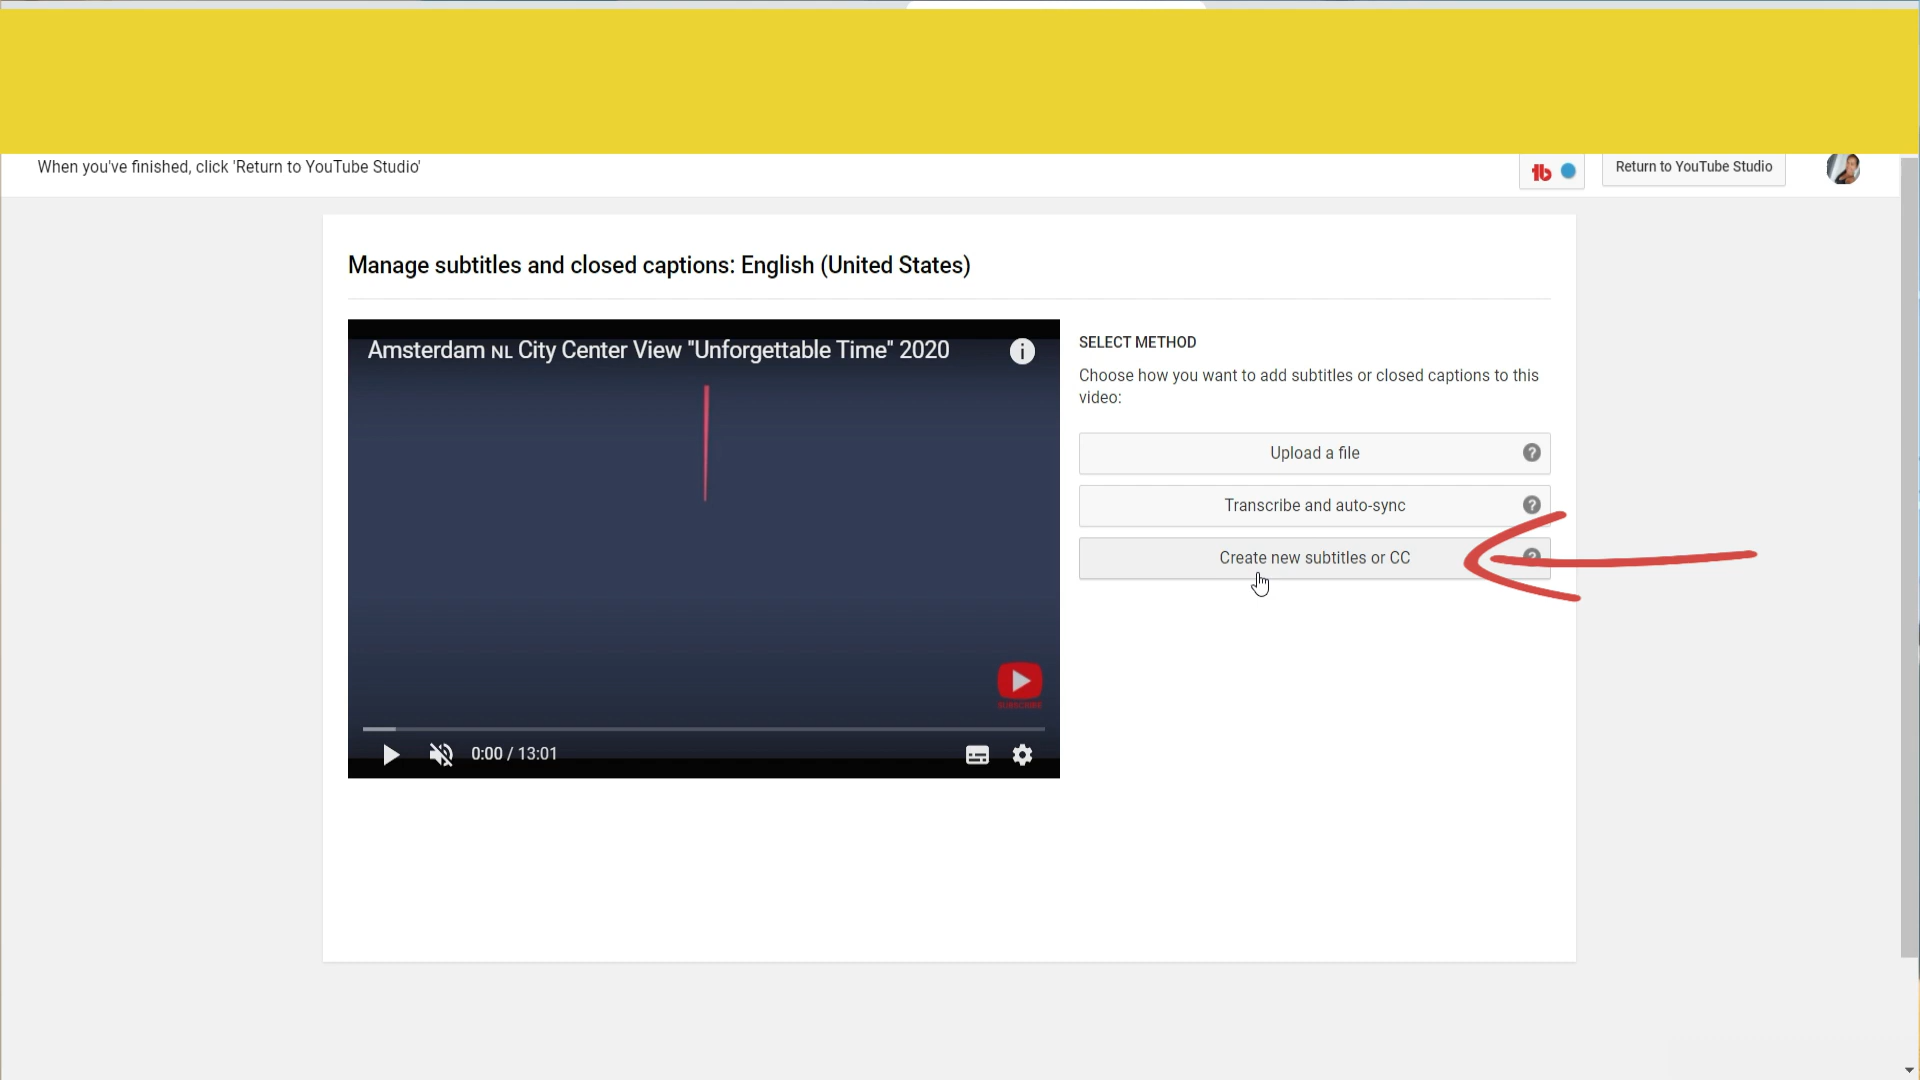 When you've finished, click 'Return to YouTube Studio'
Return to YouTube Studio
Manage subtitles and closed captions: English (United States)
Amsterdam NL City Center View "Unforgettable Time" 2020
SELECT METHOD
Choose how you want to add subtitles or closed captions to this
video:
Upload a file
Transcribe and auto-sync
Create new subtitles or CC
SUBSCRIBE
0:00 / 13:01